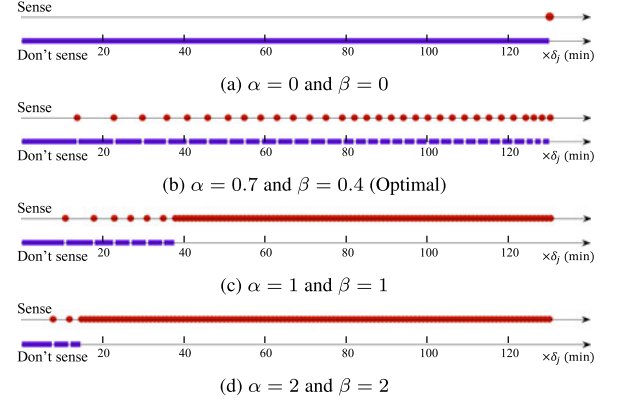 Sense
Don't sense 20 40 60 80 100 120 ×δj (min)
(a) α = 0 and β = 0
Sense
Don't sense 20 40 60 80 100 120 ×δj (min)
(b) α = 0.7 and β = 0.4 (Optimal)
Sense
Don't sense 20 40 60 80 100 120 ×δj (min)
(c) α = 1 and β = 1
Sense
Don't sense 20 40 60 80 100 120 ×δj (min)
(d) α = 2 and β = 2